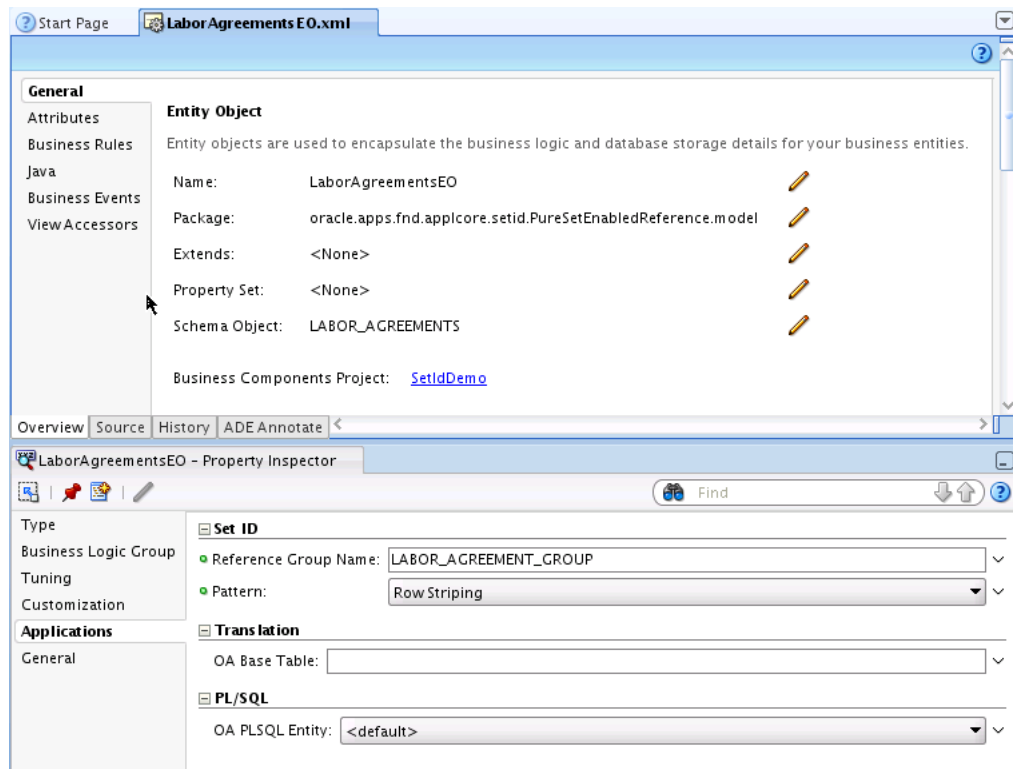 Start Page
LaborAgreementsEO.xml
General
Attributes
Business Rules
Java
Business Events
View Accessors
Entity Object
Entity objects are used to encapsulate the business logic and database storage details for your business entities.
Name: LaborAgreementsEO
Package: oracle.apps.fnd.applcore.setid.PureSetEnabledReference.model
Extends: <None>
Property Set: <None>
Schema Object: LABOR_AGREEMENTS
Business Components Project: SetIdDemo
Overview Source History ADE Annotate
LaborAgreementsEO - Property Inspector
Find
Type
Business Logic Group
Tuning
Customization
Applications
General
Set ID
Reference Group Name: LABOR_AGREEMENT_GROUP
Pattern: Row Striping
Translation
OA Base Table:
PL/SQL
OA PLSQL Entity: <default>